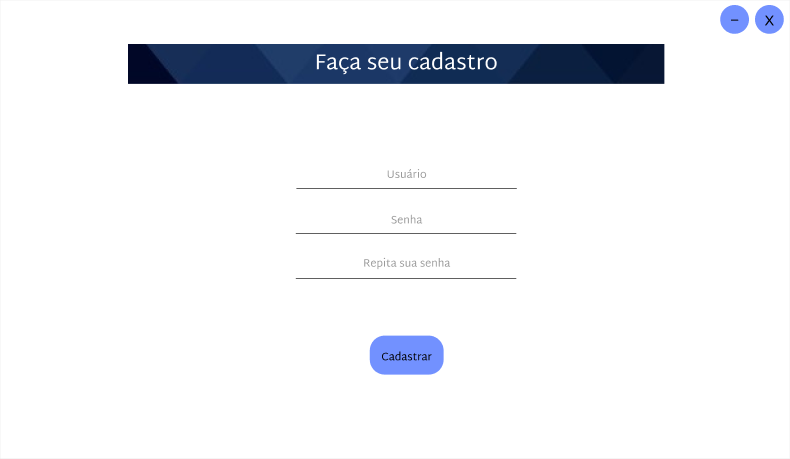 – X
Faça seu cadastro
Usuário
Senha
Repita sua senha
Cadastrar